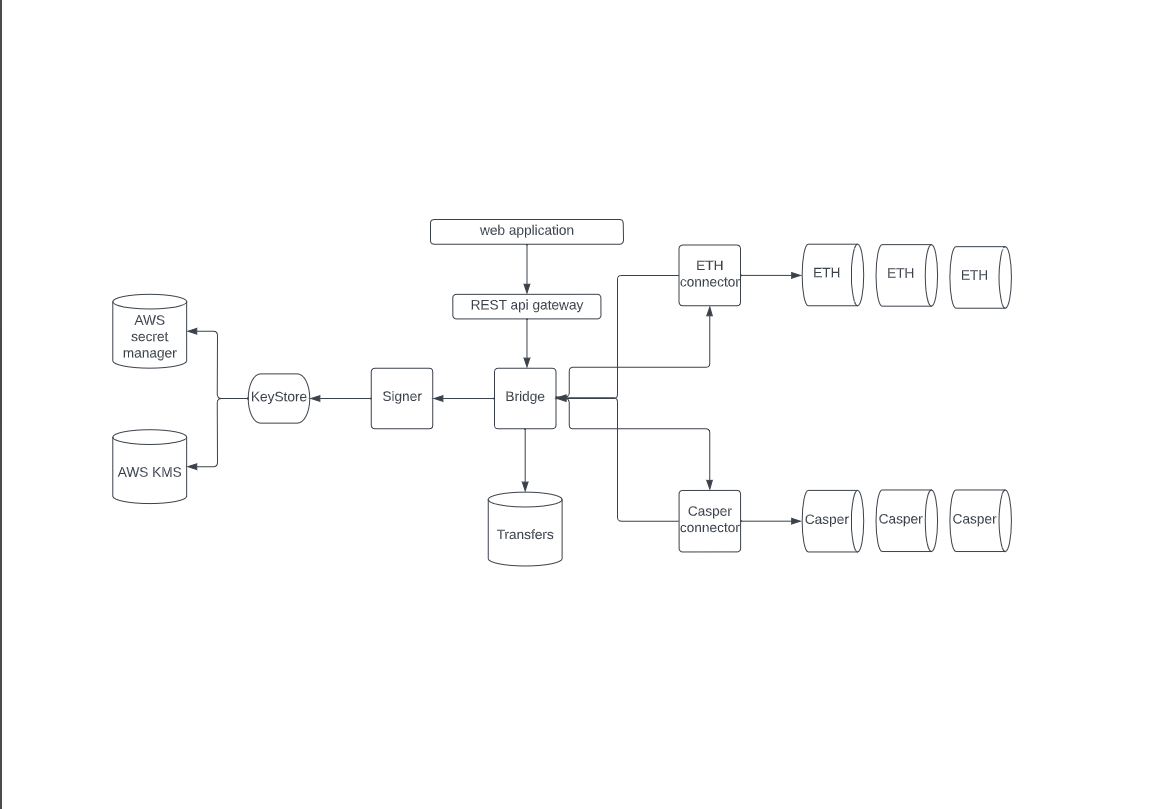 web application
ETH
connector
ETH
ETH
ETH
REST api gateway
AWS
secret
manager
KeyStore
Signer
Bridge
AWS KMS
Transfers
Casper
connector
Casper
Casper
Casper